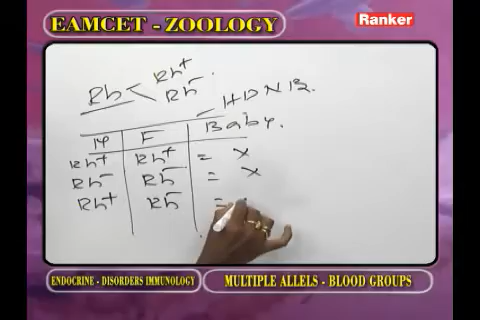 EAMCET - ZOOLOGY
Ranker
Rh Rh+
Rh-
HDNB.
M F Baby.
Rh+ Rh+ = x
Rh- Rh- = x
Rh+ Rh- =
ENDOCRINE - DISORDERS IMMUNOLOGY
MULTIPLE ALLELS - BLOOD GROUPS